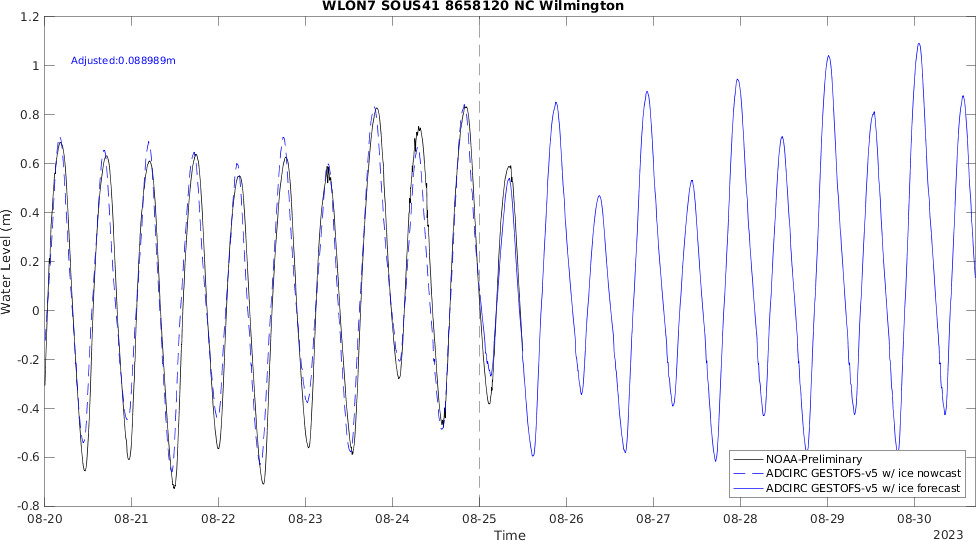 WLON7 SOUS41 8658120 NC Wilmington
1.2
1
0.8
0.6
0.4
0.2
0
-0.2
-0.4
-0.6
-0.8
Water Level (m)
Adjusted:0.088989m
NOAA-Preliminary
ADCIRC GESTOFS-v5 w/ ice nowcast
ADCIRC GESTOFS-v5 w/ ice forecast
08-20 08-21 08-22 08-23 08-24 08-25 08-26 08-27 08-28 08-29 08-30
Time
2023